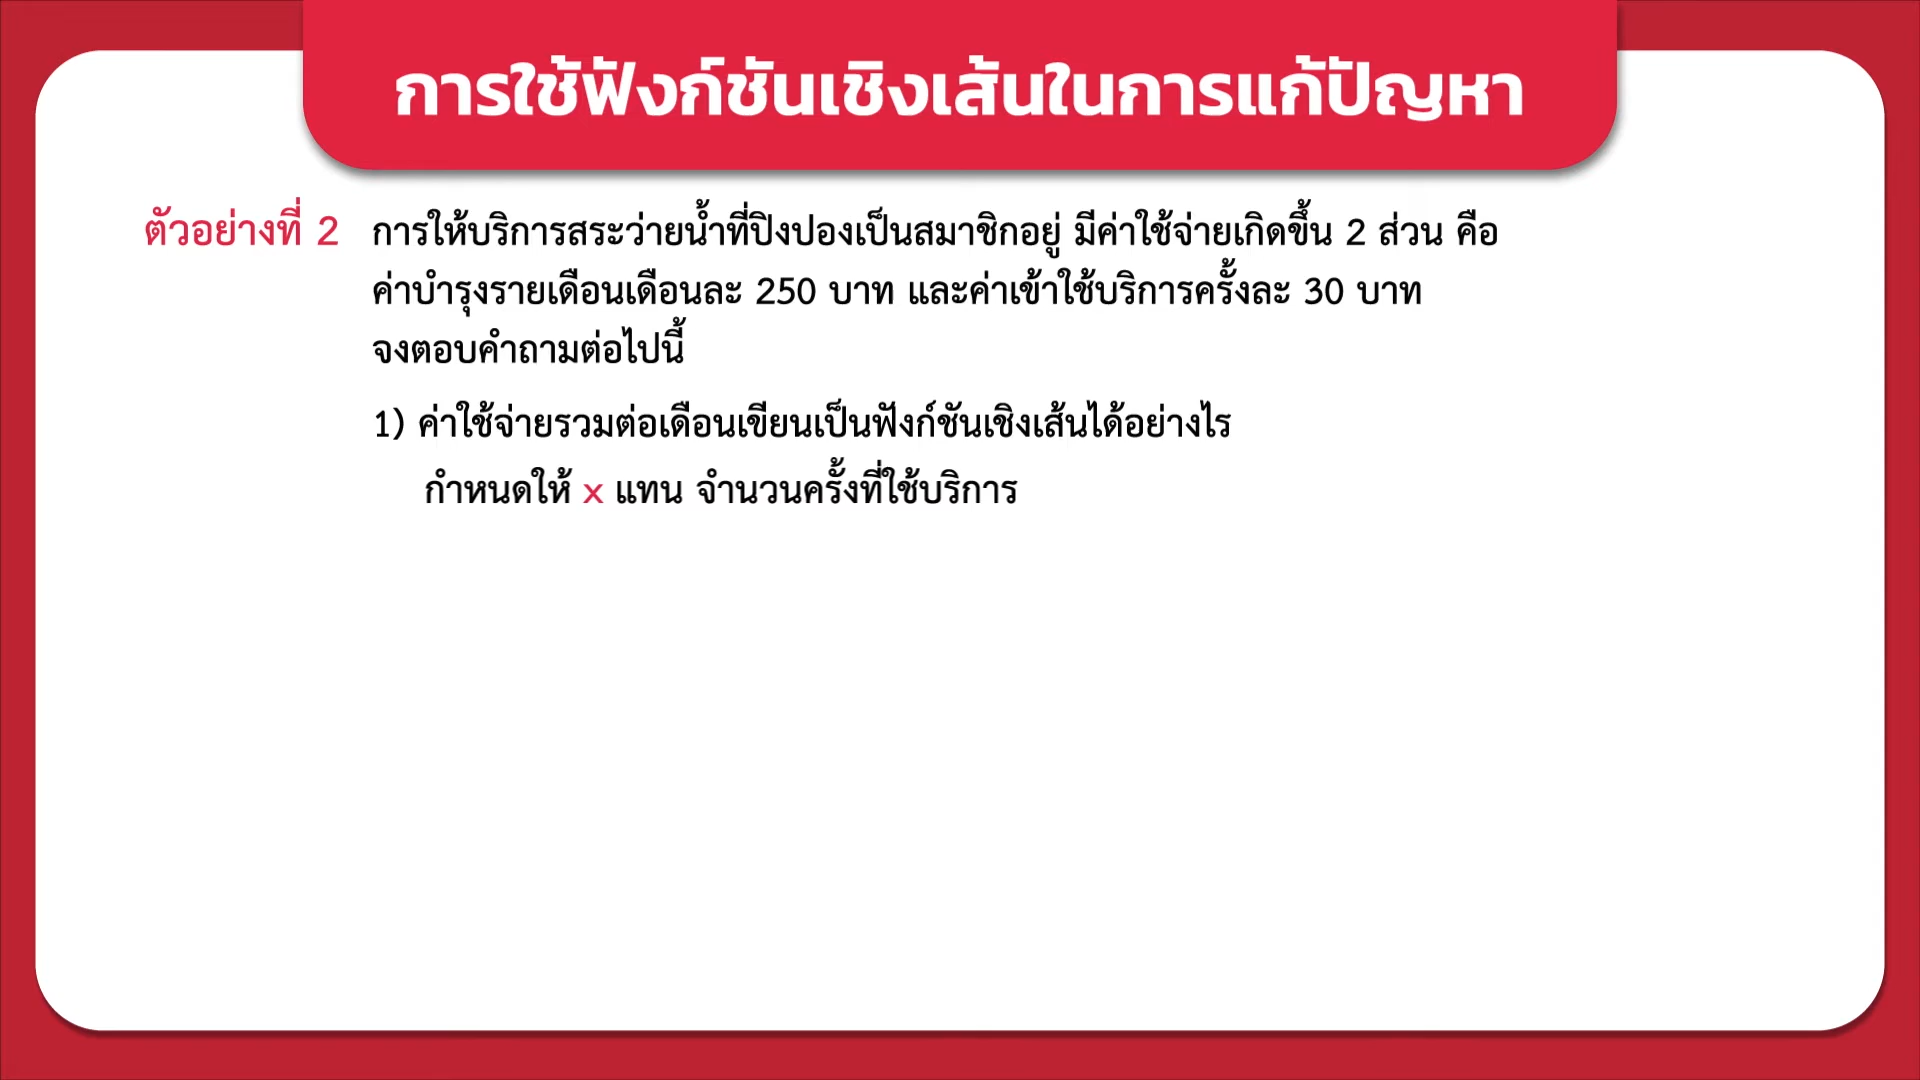 การใช้ฟังก์ชันเชิงเส้นในการแก้ปัญหา
ตัวอย่างที่ 2 การให้บริการสระว่ายน้ำที่ปิงปองเป็นสมาชิกอยู่ มีค่าใช้จ่ายเกิดขึ้น 2 ส่วน คือ
ค่าบำรุงรายเดือนเดือนละ 250 บาท และค่าเข้าใช้บริการครั้งละ 30 บาท
จงตอบคำถามต่อไปนี้
1) ค่าใช้จ่ายรวมต่อเดือนเขียนเป็นฟังก์ชันเชิงเส้นได้อย่างไร
กำหนดให้ x แทน จำนวนครั้งที่ใช้บริการ